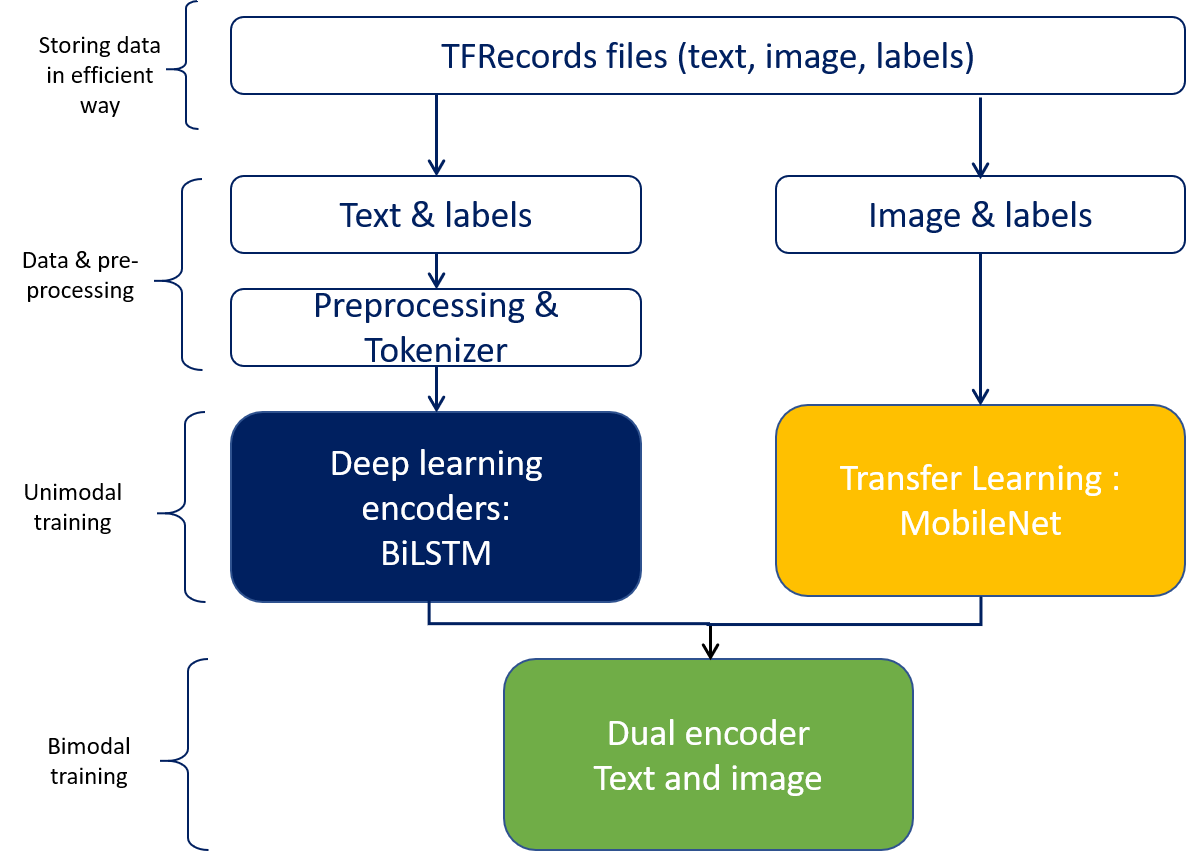 Storing data
in efficient
way
TFRecords files (text, image, labels)
Data & pre-
processing
Text & labels
Image & labels
Preprocessing &
Tokenizer
Unimodal
training
Deep learning
encoders:
BiLSTM
Transfer Learning :
MobileNet
Bimodal
training
Dual encoder
Text and image